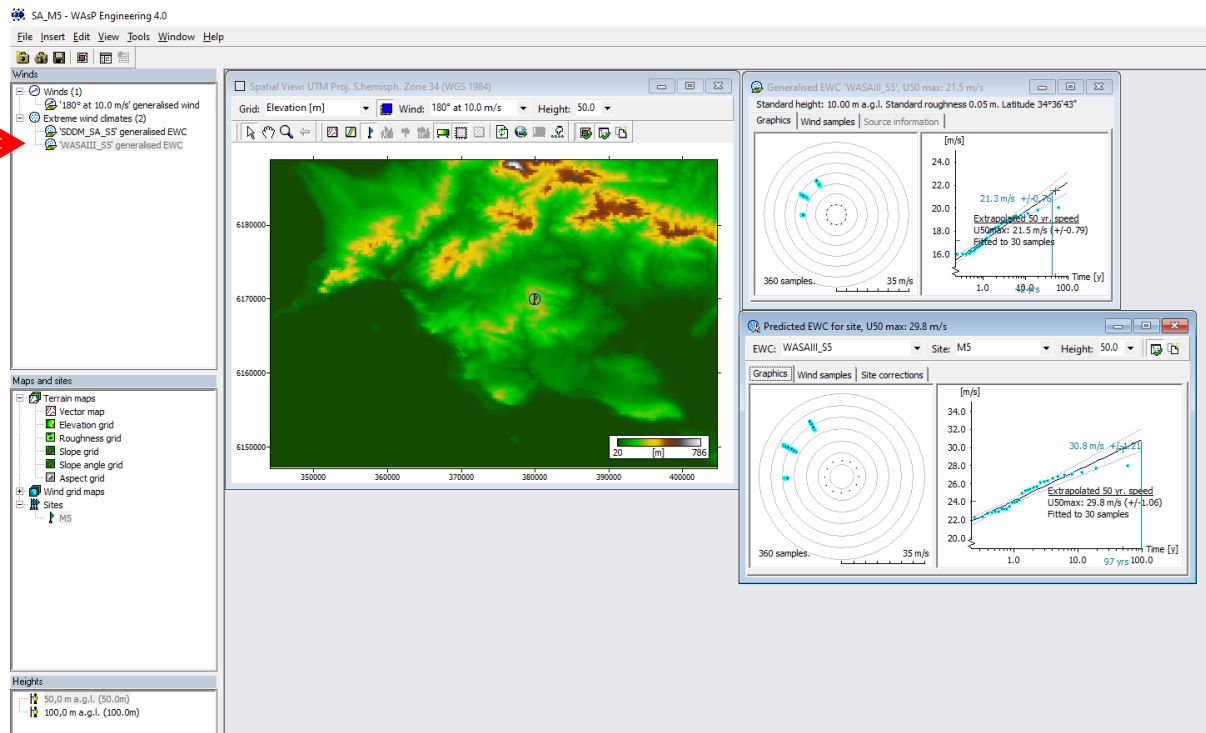 SA_M5 - WAsP Engineering 4.0
File Insert Edit View Tools Window Help
Winds
Winds (1)
'180° at 10.0 m/s' generalised wind
Extreme wind climates (2)
'SDDM_SA_S5' generalised EWC
'WASAIII_S5' generalised EWC
Maps and sites
Terrain maps
Vector map
Elevation grid
Roughness grid
Slope grid
Slope angle grid
Aspect grid
Wind grid maps
Sites
M5
Heights
50,0 m a.g.l. (50.0m)
100,0 m a.g.l. (100.0m)
Spatial View: UTM Proj. S.hemisph. Zone 34 (WGS 1984)
Grid: Elevation [m] Wind: 180° at 10.0 m/s Height: 50.0
6180000
6170000
6160000
6150000
20 [m] 786
350000 360000 370000 380000 390000 400000
Generalised EWC 'WASAIII_S5', U50 max: 21.5 m/s
Standard height: 10.00 m a.g.l. Standard roughness 0.05 m. Latitude 34°36'43"
Graphics Wind samples Source information
360 samples. 35 m/s
[m/s]
24.0
22.0
21.3 m/s +/-0.76
20.0
Extrapolated 50 yr. speed
18.0
U50max: 21.5 m/s (+/-0.79)
Fitted to 30 samples
16.0
Time [y]
1.0 10.0 100.0
Predicted EWC for site, U50 max: 29.8 m/s
EWC: WASAIII_S5 Site: M5 Height: 50.0
Graphics Wind samples Site corrections
360 samples. 35 m/s
[m/s]
34.0
32.0
30.0
30.8 m/s +/-1.21
28.0
26.0
Extrapolated 50 yr. speed
24.0
U50max: 29.8 m/s (+/-1.06)
Fitted to 30 samples
22.0
20.0
Time [y]
1.0 10.0 97 yrs 100.0